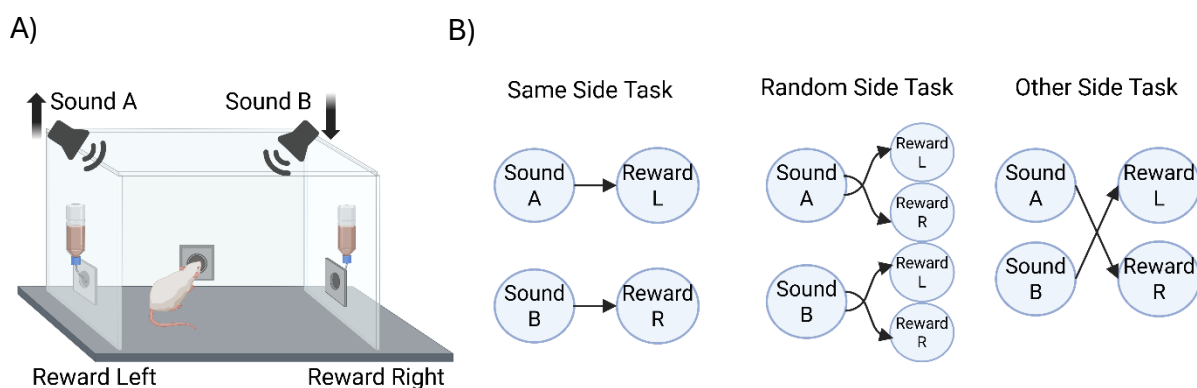 A)
Sound A
Sound B
Reward Left
Reward Right
B)
Same Side Task
Sound
A
Reward
L
Sound
B
Reward
R
Random Side Task
Sound
A
Reward
L
Reward
R
Sound
B
Reward
L
Reward
R
Other Side Task
Sound
A
Reward
L
Sound
B
Reward
R